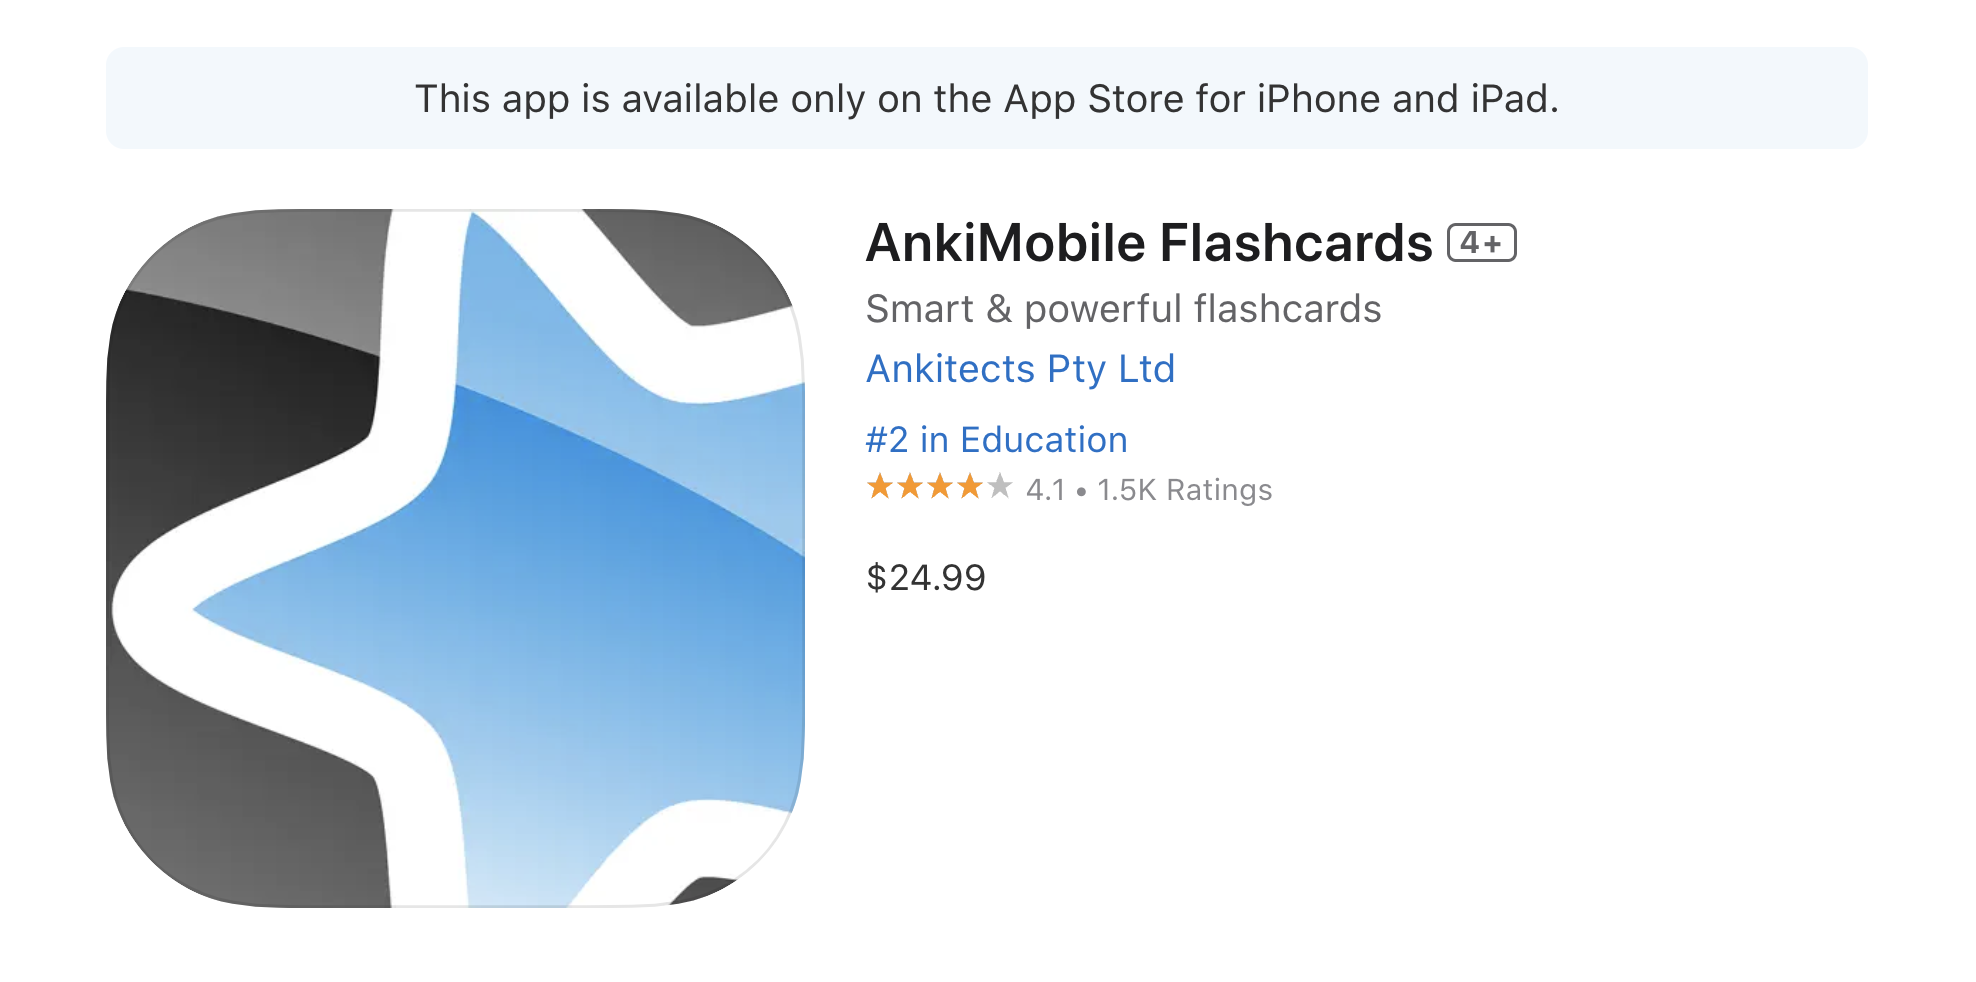 This app is available only on the App Store for iPhone and iPad.
AnkiMobile Flashcards 4+
Smart & powerful flashcards
Ankitects Pty Ltd
#2 in Education
4.1 • 1.5K Ratings
$24.99